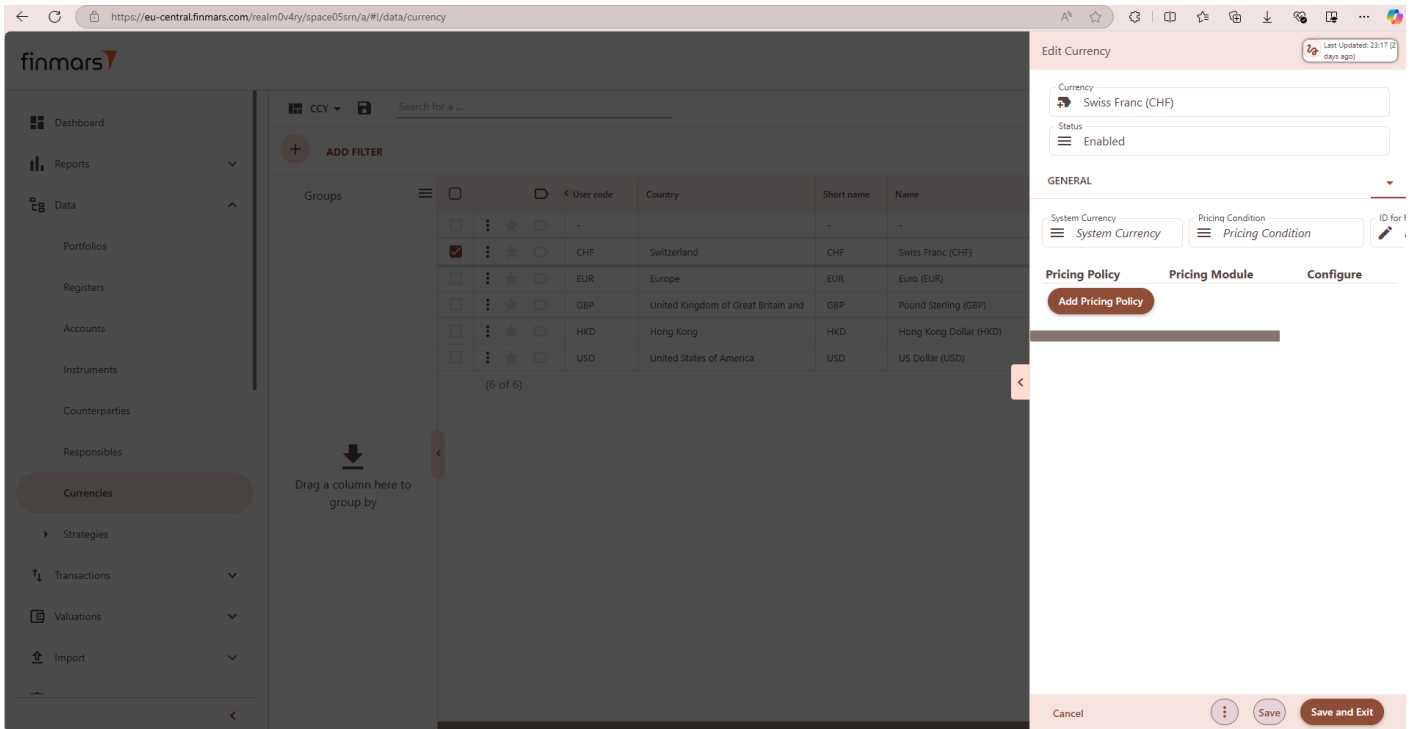 https://eu-central.finmars.com/realm0v4ry/space05srn/a/#!/data/currency
finmars
Dashboard
Reports
Data
Portfolios
Registers
Accounts
Instruments
Counterparties
Responsibles
Currencies
Strategies
Transactions
Valuations
Import
CCY
Search for a ...
ADD FILTER
Groups
Drag a column here to
group by
User code Country Short name Name
- - -
CHF Switzerland CHF Swiss Franc (CHF)
EUR Europe EUR Euro (EUR)
GBP United Kingdom of Great Britain and GBP Pound Sterling (GBP)
HKD Hong Kong HKD Hong Kong Dollar (HKD)
USD United States of America USD US Dollar (USD)
(6 of 6)
Edit Currency
Last Updated: 23:17 (2
days ago)
Currency
Swiss Franc (CHF)
Status
Enabled
GENERAL
System Currency Pricing Condition ID for
System Currency Pricing Condition
Pricing Policy Pricing Module Configure
Add Pricing Policy
Cancel Save Save and Exit